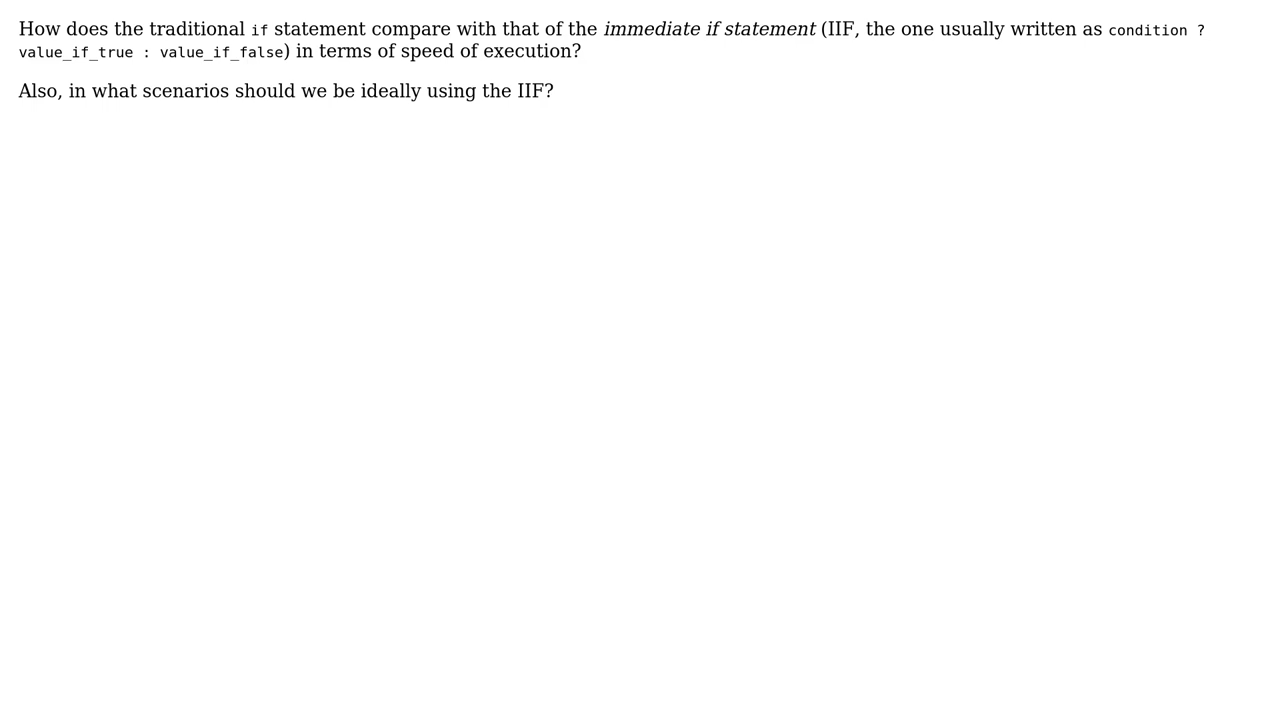 How does the traditional if statement compare with that of the immediate if statement (IIF, the one usually written as condition ?
value_if_true : value_if_false) in terms of speed of execution?
Also, in what scenarios should we be ideally using the IIF?